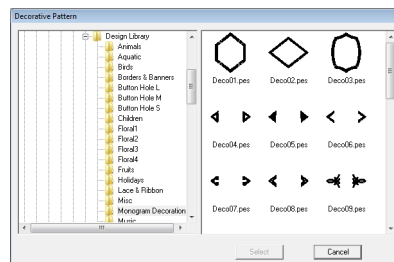 Decorative Pattern
Design Library
Animals
Aquatic
Birds
Borders & Banners
Button Hole L
Button Hole M
Button Hole S
Children
Floral1
Floral2
Floral3
Floral4
Fruits
Holidays
Lace & Ribbon
Misc
Monogram Decoration
Music
Deco01.pes Deco02.pes Deco03.pes
Deco04.pes Deco05.pes Deco06.pes
Deco07.pes Deco08.pes Deco09.pes
Select Cancel